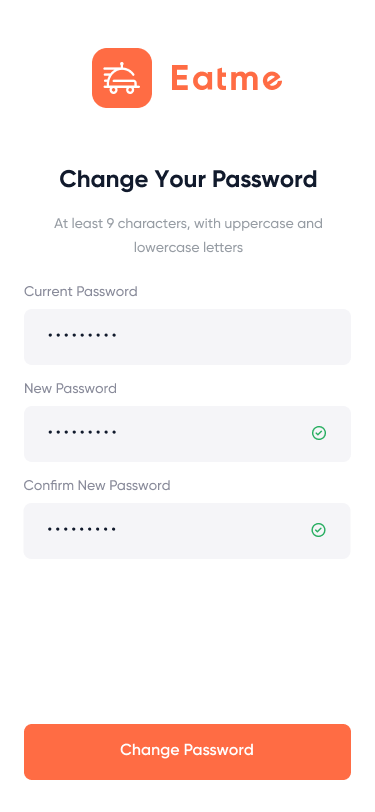 Eatme
Change Your Password
At least 9 characters, with uppercase and
lowercase letters
Current Password
•••••••••
New Password
•••••••••
Confirm New Password
•••••••••
Change Password